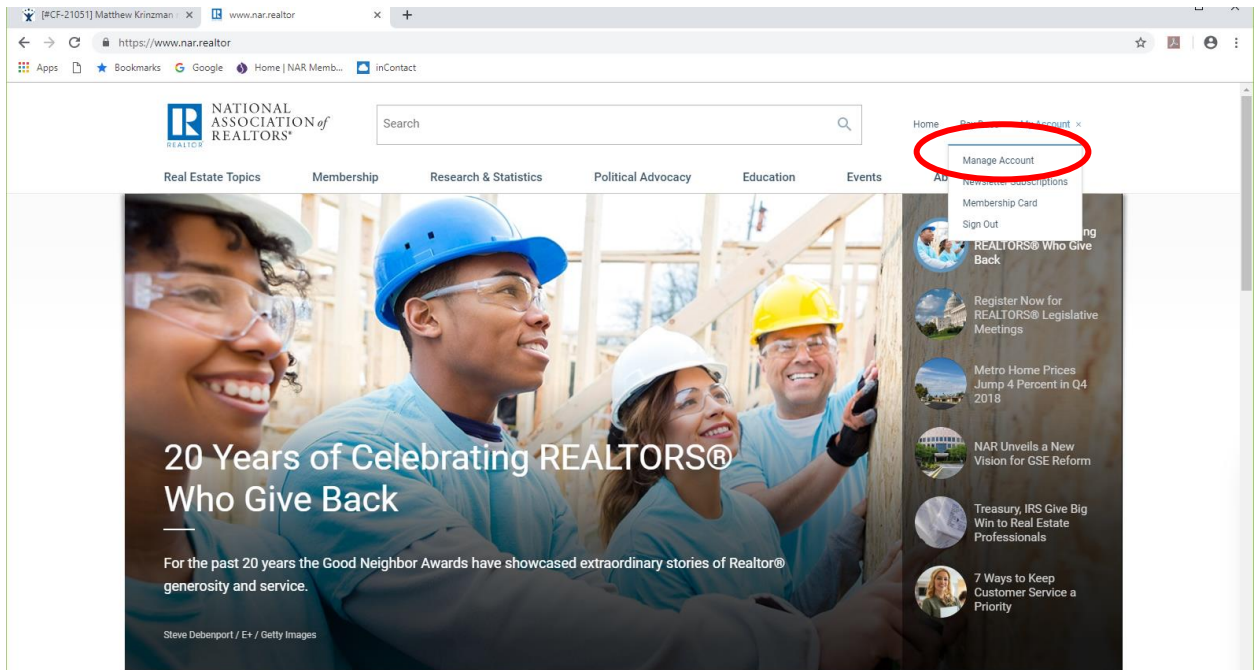 [#CF-21051] Matthew Krinzman
www.nar.realtor
https://www.nar.realtor
Apps Bookmarks Google Home | NAR Memb... inContact
NATIONAL
ASSOCIATION of
REALTORS®
REALTOR
Search
Home My Account ×
Manage Account
Newsletter Subscriptions
Membership Card
Sign Out
Real Estate Topics Membership Research & Statistics Political Advocacy Education Events
REALTORS® Who Give
Back
Register Now for
REALTORS® Legislative
Meetings
Metro Home Prices
Jump 4 Percent in Q4
2018
NAR Unveils a New
Vision for GSE Reform
Treasury, IRS Give Big
Win to Real Estate
Professionals
7 Ways to Keep
Customer Service a
Priority
20 Years of Celebrating REALTORS®
Who Give Back
For the past 20 years the Good Neighbor Awards have showcased extraordinary stories of Realtor®
generosity and service.
Steve Debenport / E+ / Getty Images